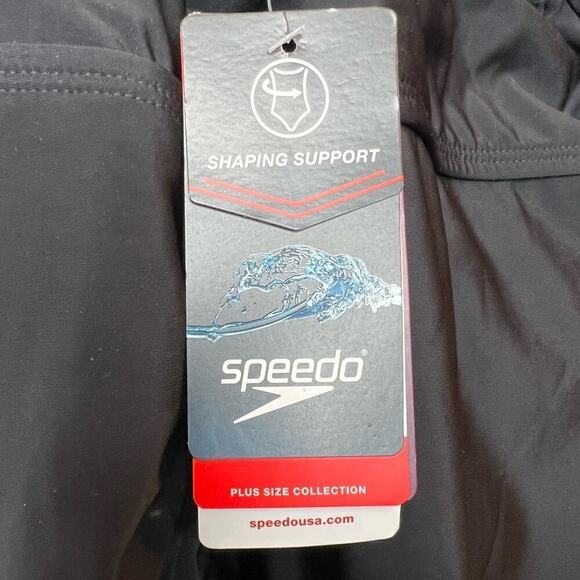 SHAPING SUPPORT
speedo®
PLUS SIZE COLLECTION
speedousa.com